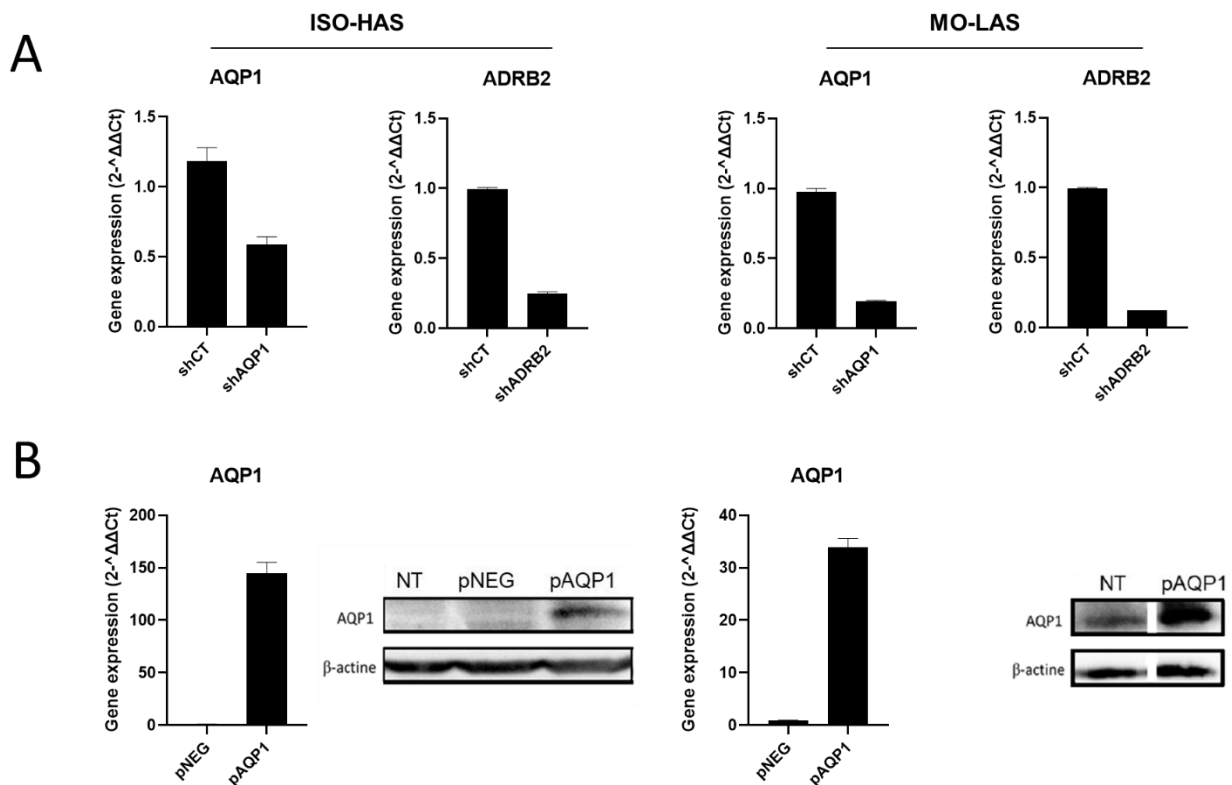 A
ISO-HAS
MO-LAS
AQP1
ADRB2
AQP1
ADRB2
Gene expression (2-^ΔΔCt)
1.5
1.0
0.5
0.0
shCT
shAQP1
Gene expression (2-^ΔΔCt)
1.5
1.0
0.5
0.0
shCT
shADRB2
Gene expression (2-^ΔΔCt)
1.5
1.0
0.5
0.0
shCT
shAQP1
Gene expression (2-^ΔΔCt)
1.5
1.0
0.5
0.0
shCT
shADRB2
B
AQP1
Gene expression (2-^ΔΔCt)
200
150
100
50
0
pNEG
pAQP1
NT pNEG pAQP1
AQP1
β-actine
AQP1
Gene expression (2-^ΔΔCt)
40
30
20
10
0
pNEG
pAQP1
NT pAQP1
AQP1
β-actine